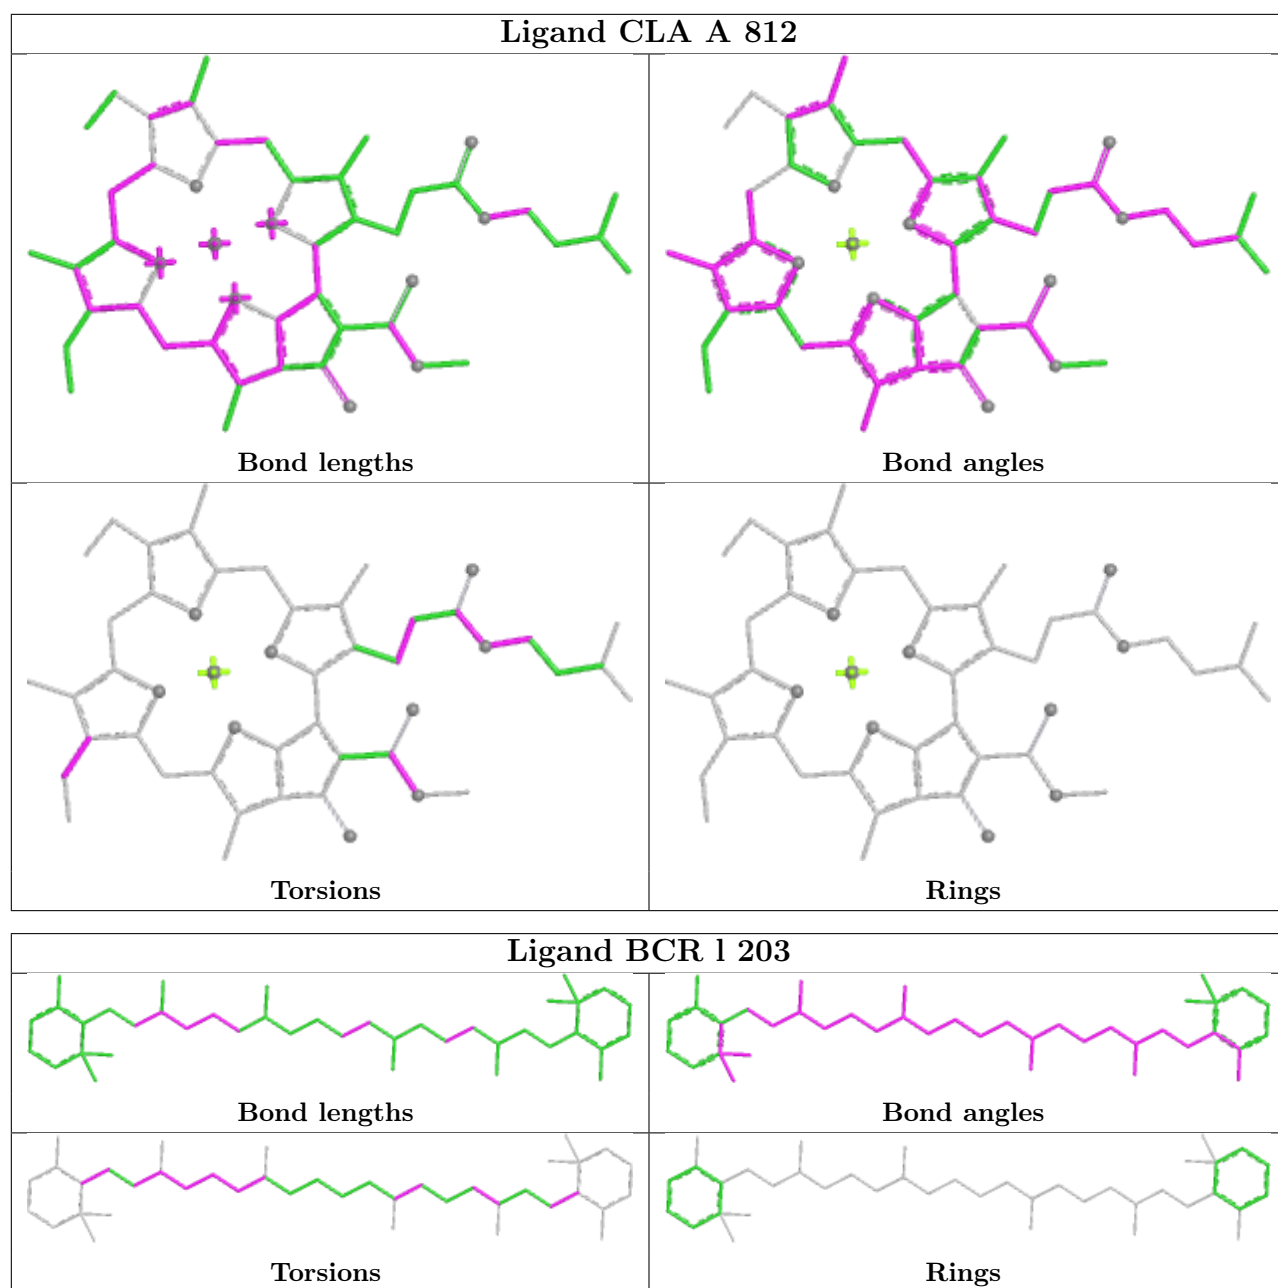 Ligand CLA A 812
Bond lengths
Bond angles
Torsions
Rings
Ligand BCR l 203
Bond lengths
Bond angles
Torsions
Rings